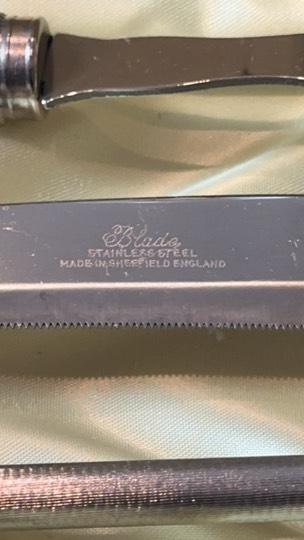 Blade
STAINLESS STEEL
MADE IN SHEFFIELD ENGLAND